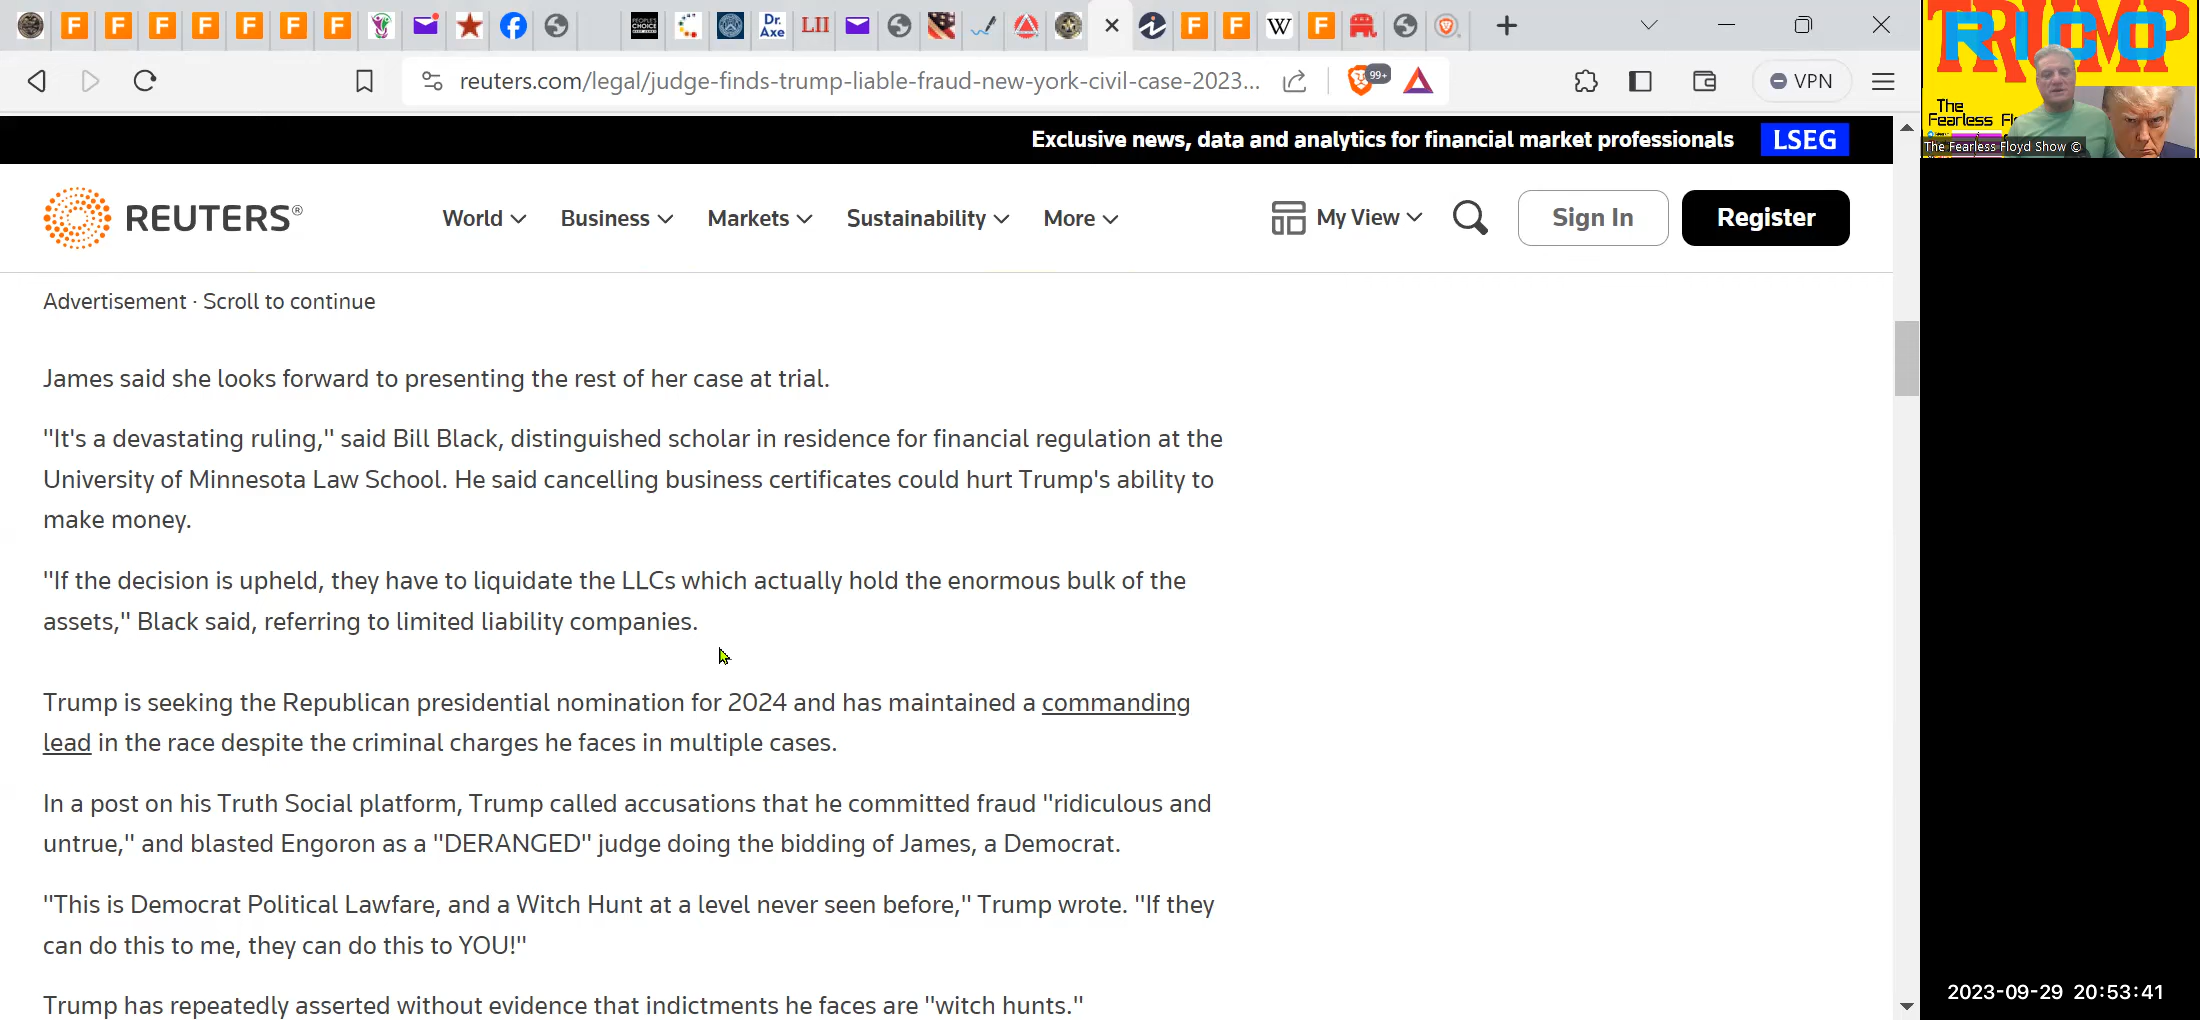 PEOPLE'S CHOICE
Dr. Axe
LII
W
reuters.com/legal/judge-finds-trump-liable-fraud-new-york-civil-case-2023...
99+
VPN
Exclusive news, data and analytics for financial market professionals LSEG
REUTERS®
World Business Markets Sustainability More My View Sign In Register
Advertisement · Scroll to continue
James said she looks forward to presenting the rest of her case at trial.
"It's a devastating ruling," said Bill Black, distinguished scholar in residence for financial regulation at the
University of Minnesota Law School. He said cancelling business certificates could hurt Trump's ability to
make money.
"If the decision is upheld, they have to liquidate the LLCs which actually hold the enormous bulk of the
assets," Black said, referring to limited liability companies.
Trump is seeking the Republican presidential nomination for 2024 and has maintained a commanding
lead in the race despite the criminal charges he faces in multiple cases.
In a post on his Truth Social platform, Trump called accusations that he committed fraud "ridiculous and
untrue," and blasted Engoron as a "DERANGED" judge doing the bidding of James, a Democrat.
"This is Democrat Political Lawfare, and a Witch Hunt at a level never seen before," Trump wrote. "If they
can do this to me, they can do this to YOU!"
Trump has repeatedly asserted without evidence that indictments he faces are "witch hunts."
TRUMP
RICO
The
Fearless
The Fearless Floyd Show ©
2023-09-29 20:53:41